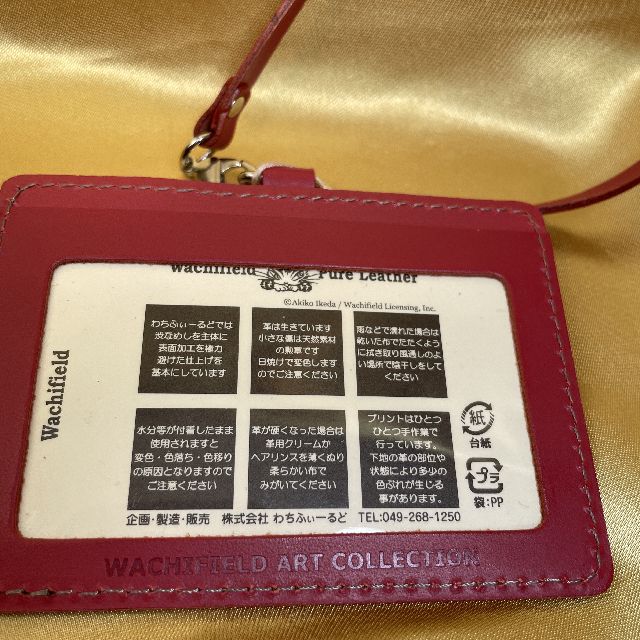 Wachifield Pure Leather
©Akiko Ikeda / Wachifield Licensing, Inc.
Wachifield
わちふぃーるどでは
渋なめしを主体に
表面加工を極力
避けた仕上げを
基本にしています
革は生きています
小さな傷は天然素材
の勲章です
日焼けで変色します
のでご注意ください
雨などで濡れた場合は
乾いた布でたたくよう
に拭き取り風通しのよ
い場所で陰干しをして
ください
水分等が付着したまま
使用されますと
変色・色落ち・色移り
の原因となりますので
ご注意ください
革が硬くなった場合は
革用クリームか
ヘアリンスを薄くぬり
柔らかい布で
みがいてください
プリントはひとつ
ひとつ手作業で
行っています。
下地の革の部位や
状態により多少の
色ぶれが生じる
事があります。
紙
台紙
プラ
袋:PP
企画・製造・販売 株式会社 わちふぃーるど TEL:049-268-1250
WACHIFIELD ART COLLECTION